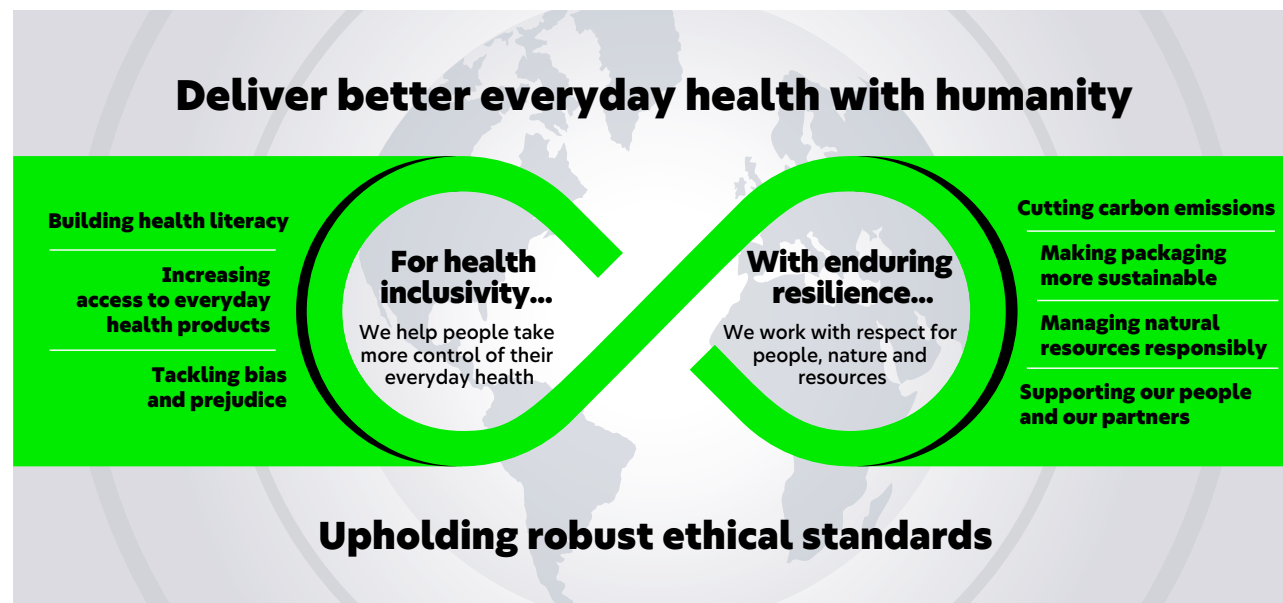 Deliver better everyday health with humanity
Building health literacy
Increasing
access to everyday
health products
Tackling bias
and prejudice
For health
inclusivity...
We help people take
more control of their
everyday health
With enduring
resilience...
We work with respect for
people, nature and
resources
Cutting carbon emissions
Making packaging
more sustainable
Managing natural
resources responsibly
Supporting our people
and our partners
Upholding robust ethical standards